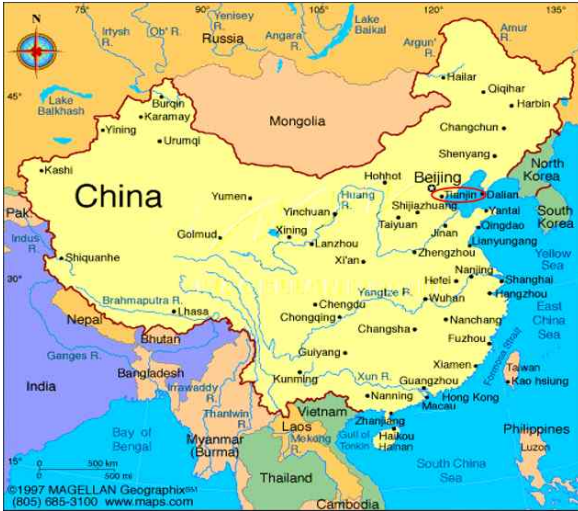 75°
90°
105°
120°
135°
Irtysh
R.
Ob' R.
Yenisey
R.
Russia
Angara
R.
Lake
Baikal
Argun'
R.
Amur
R.
Hailar
Qiqihar
45°
Harbin
Lake
Balkhash
Burqin
Karamay
Mongolia
Changchun
Yining
Urumqi
Shenyang
Kashi
North
Korea
Hohhot
Beijing
China
Yumen
Huang
R.
Tianjin
Dalian
Yinchuan
Shijiazhuang
Yantai
South
Korea
Pak.
Taiyuan
Golmud
Xining
Jinan
Qingdao
Indus
R.
Lanzhou
Lianyungang
Zhengzhou
Yellow
Sea
Shiquanhe
Xi'an
30°
Nanjing
Hefei
Shanghai
Brahmaputra R.
Yangtze R.
Wuhan
Hangzhou
Chengdu
Lhasa
Chongqing
East
China
Sea
Nepal
Nanchang
Changsha
Bhutan
Fuzhou
Ganges R.
Guiyang
Formosa Strait
Bangladesh
Xiamen
Taiwan
India
Irrawaddy
R.
Kunming
Xun R.
Kao hsiung
Guangzhou
Nanning
Hong Kong
Macau
Thanlwin
R.
Vietnam
Zhanjiang
Laos
Bay of
Bengal
Myanmar
(Burma)
Mekong
R.
Gulf of
Tonkin
Haikou
Hainan
Philippines
Luzon
15°
0
500 km
0
500 mi
South China
Sea
Thailand
©1997 MAGELLAN Geographix℠
(805) 685-3100 www.maps.com
Cambodia